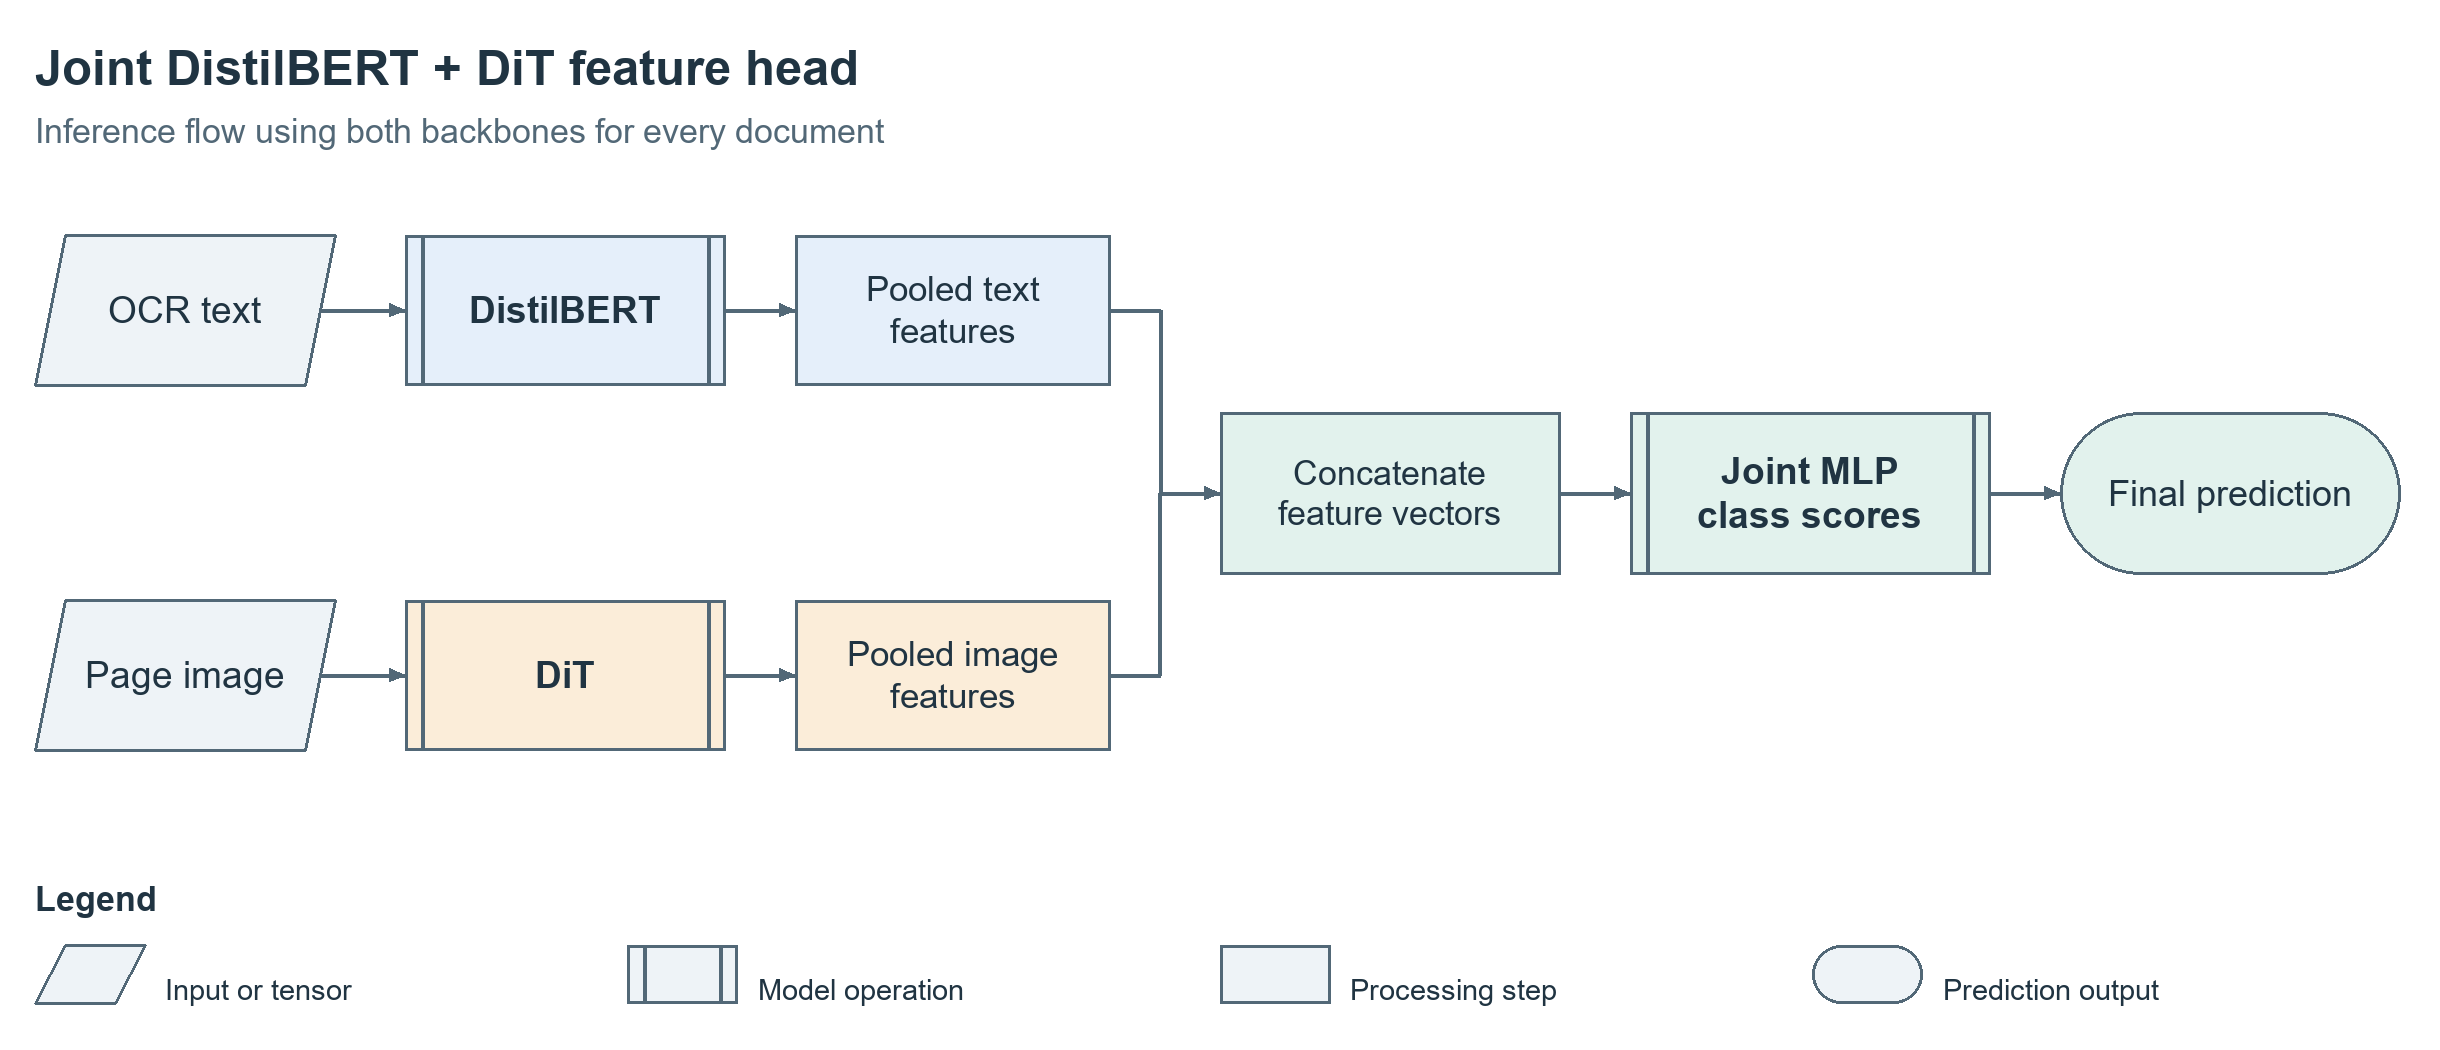 Joint DistilBERT + DiT feature head
Inference flow using both backbones for every document
OCR text
DistilBERT
Pooled text
features
Concatenate
feature vectors
Joint MLP
class scores
Final prediction
Page image
DiT
Pooled image
features
Legend
Input or tensor
Model operation
Processing step
Prediction output